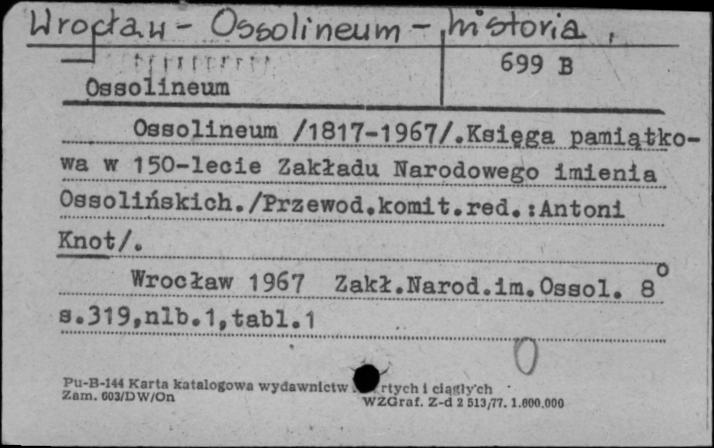 Wrocław - Ossolineum - historia,
699 B
Ossolineum
Ossolineum /1817-1967/.Księga pamiątko-
wa w 150-lecie Zakładu Narodowego imienia
Ossolińskich./Przewod.komit.red.:Antoni
Knot/.
Wrocław 1967 Zakł.Narod.im.Ossol. 8°
s.319,nlb.1,tabl.1
0
Pu-B-144 Karta katalogowa wydawnictw rtych i ciągłych
Zam. 603/DW/On WZGraf. Z-d 2 513/77. 1.000.000